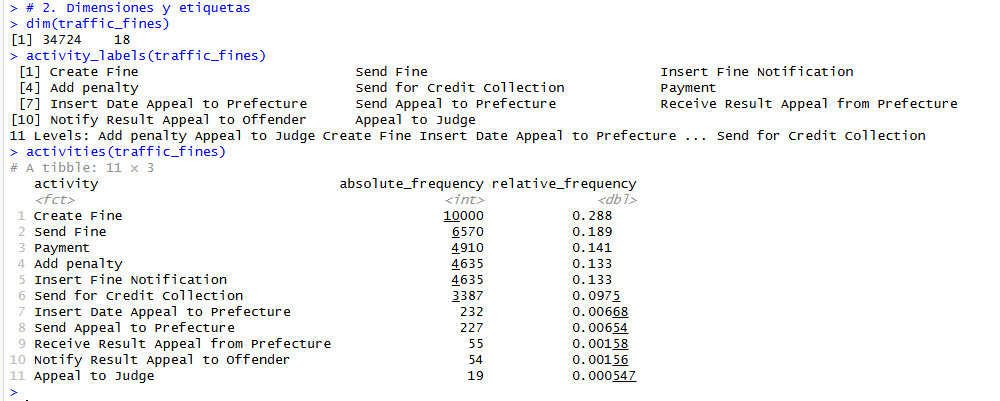 > # 2. Dimensiones y etiquetas
> dim(traffic_fines)
[1] 34724    18
> activity_labels(traffic_fines)
 [1] Create Fine                           Send Fine                             Insert Fine Notification
 [4] Add penalty                           Send for Credit Collection            Payment
 [7] Insert Date Appeal to Prefecture      Send Appeal to Prefecture             Receive Result Appeal from Prefecture
[10] Notify Result Appeal to Offender      Appeal to Judge
11 Levels: Add penalty Appeal to Judge Create Fine Insert Date Appeal to Prefecture ... Send for Credit Collection
> activities(traffic_fines)
# A tibble: 11 × 3
   activity                              absolute_frequency relative_frequency
   <fct>                                              <int>              <dbl>
 1 Create Fine                                        10000           0.288
 2 Send Fine                                           6570           0.189
 3 Payment                                             4910           0.141
 4 Add penalty                                         4635           0.133
 5 Insert Fine Notification                            4635           0.133
 6 Send for Credit Collection                          3387           0.0975
 7 Insert Date Appeal to Prefecture                     232           0.00668
 8 Send Appeal to Prefecture                            227           0.00654
 9 Receive Result Appeal from Prefecture                 55           0.00158
10 Notify Result Appeal to Offender                      54           0.00156
11 Appeal to Judge                                       19           0.000547
>